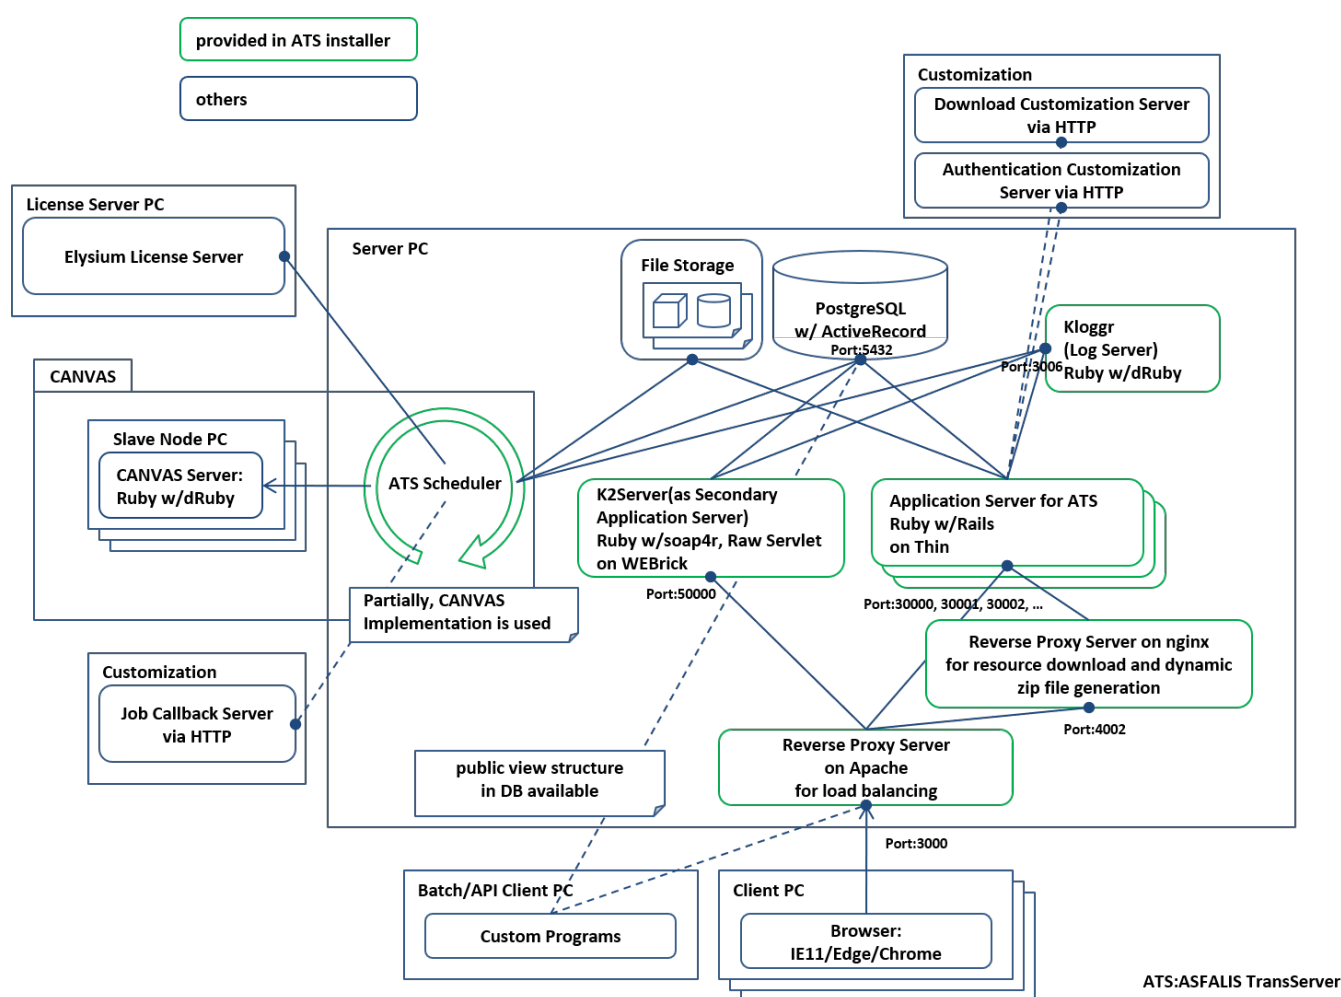 provided in ATS installer
others
Customization
Download Customization Server
via HTTP
Authentication Customization
Server via HTTP
License Server PC
Elysium License Server
Server PC
File Storage
PostgreSQL
w/ ActiveRecord
Port:5432
Kloggr
(Log Server)
Ruby w/dRuby
Port:3006
CANVAS
Slave Node PC
CANVAS Server:
Ruby w/dRuby
ATS Scheduler
K2Server(as Secondary
Application Server)
Ruby w/soap4r, Raw Servlet
on WEBrick
Port:50000
Application Server for ATS
Ruby w/Rails
on Thin
Port:30000, 30001, 30002, ...
Partially, CANVAS
Implementation is used
Reverse Proxy Server on nginx
for resource download and dynamic
zip file generation
Port:4002
Customization
Job Callback Server
via HTTP
Reverse Proxy Server
on Apache
for load balancing
public view structure
in DB available
Port:3000
Batch/API Client PC
Custom Programs
Client PC
Browser:
IE11/Edge/Chrome
ATS:ASFALIS TransServer